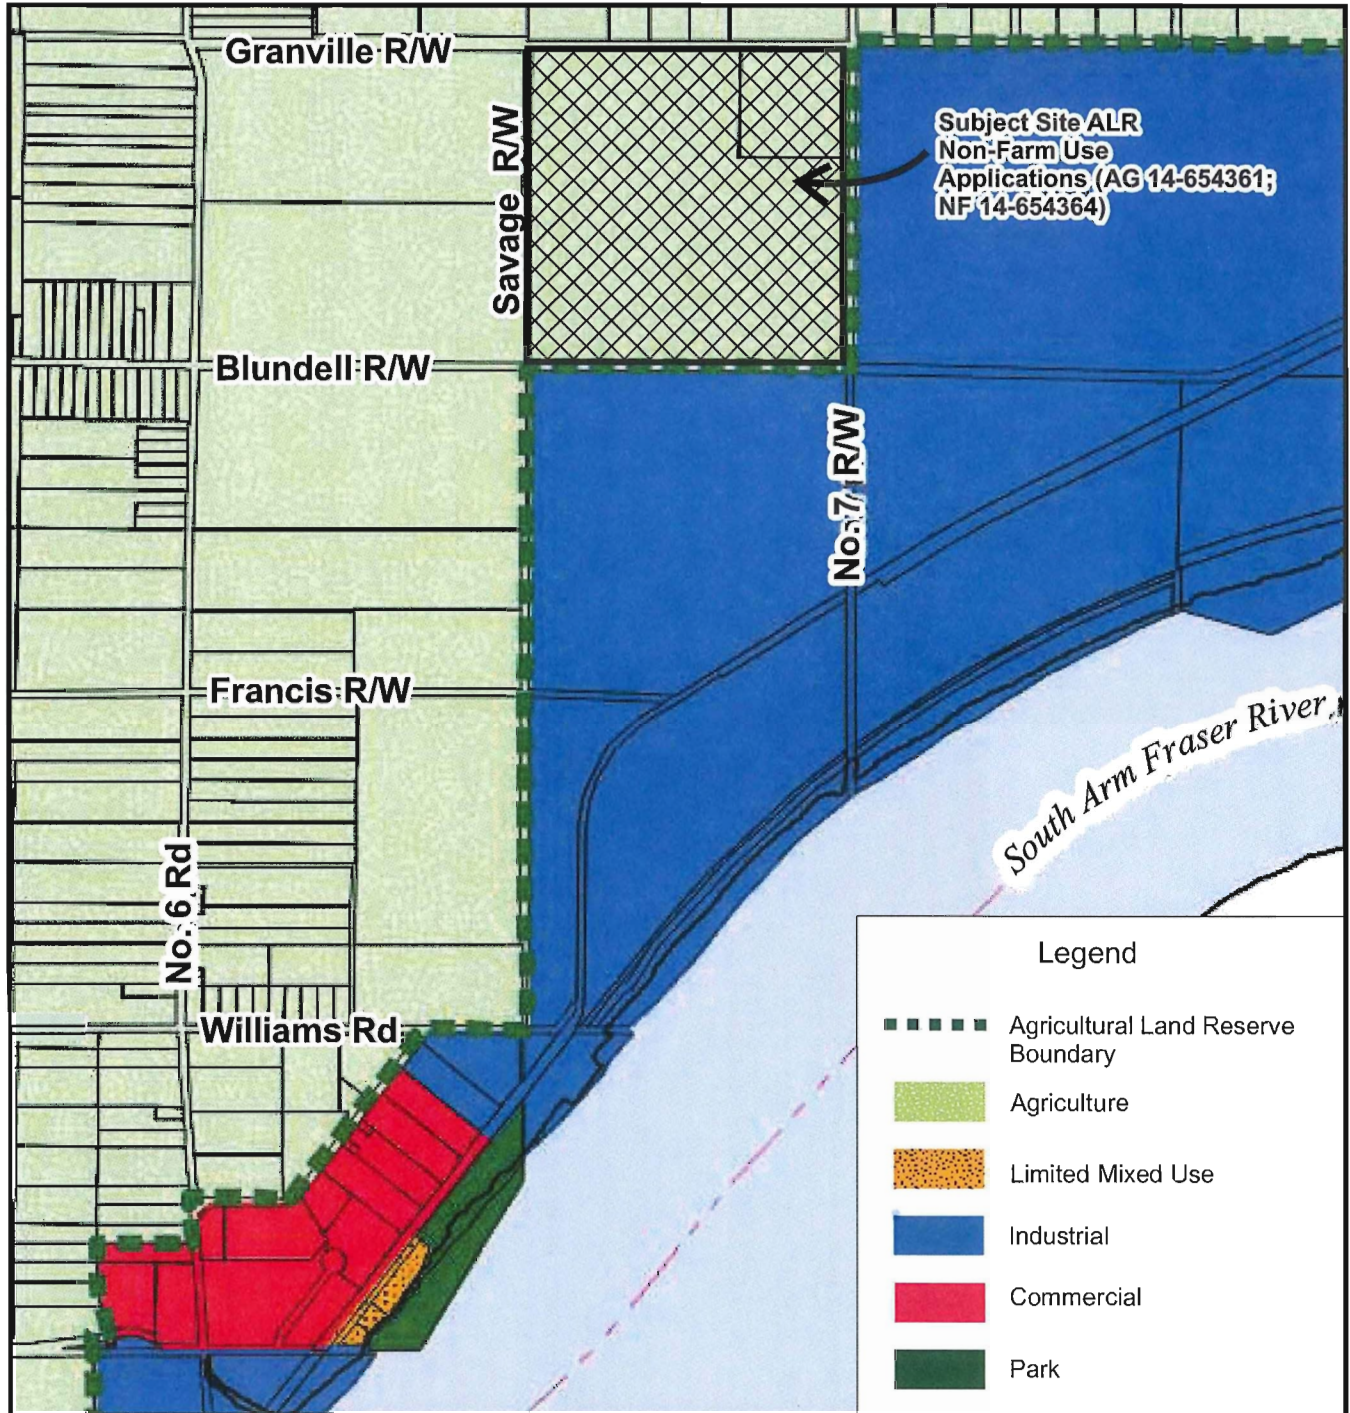 Granville R/W
Savage R/W
Subject Site ALR
Non-Farm Use
Applications (AG 14-654361;
NF 14-654364)
Blundell R/W
No. 7 R/W
Francis R/W
South Arm Fraser River
No. 6 Rd
Williams Rd
Legend
Agricultural Land Reserve
Boundary
Agriculture
Limited Mixed Use
Industrial
Commercial
Park